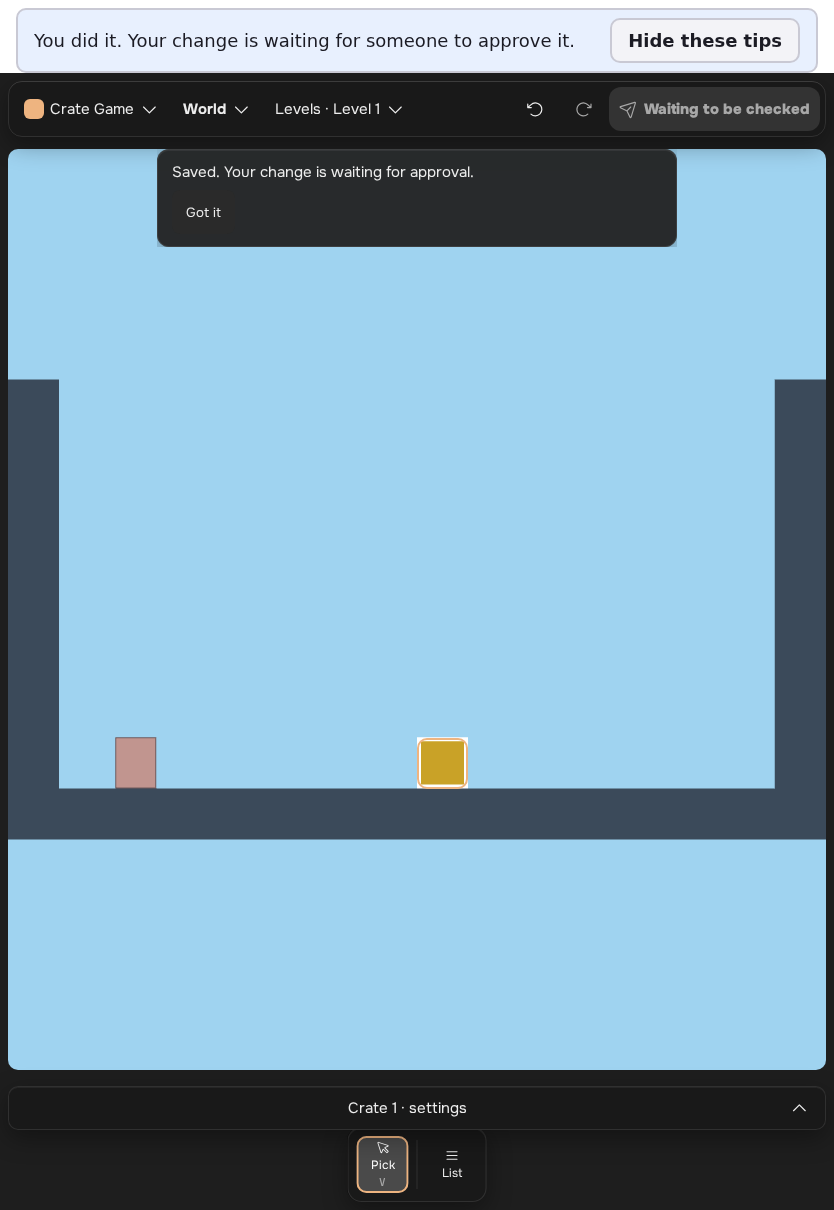 You did it. Your change is waiting for someone to approve it.
Hide these tips
Crate Game
World
Levels · Level 1
Waiting to be checked
Saved. Your change is waiting for approval.
Got it
Crate 1 · settings
Pick
V
List